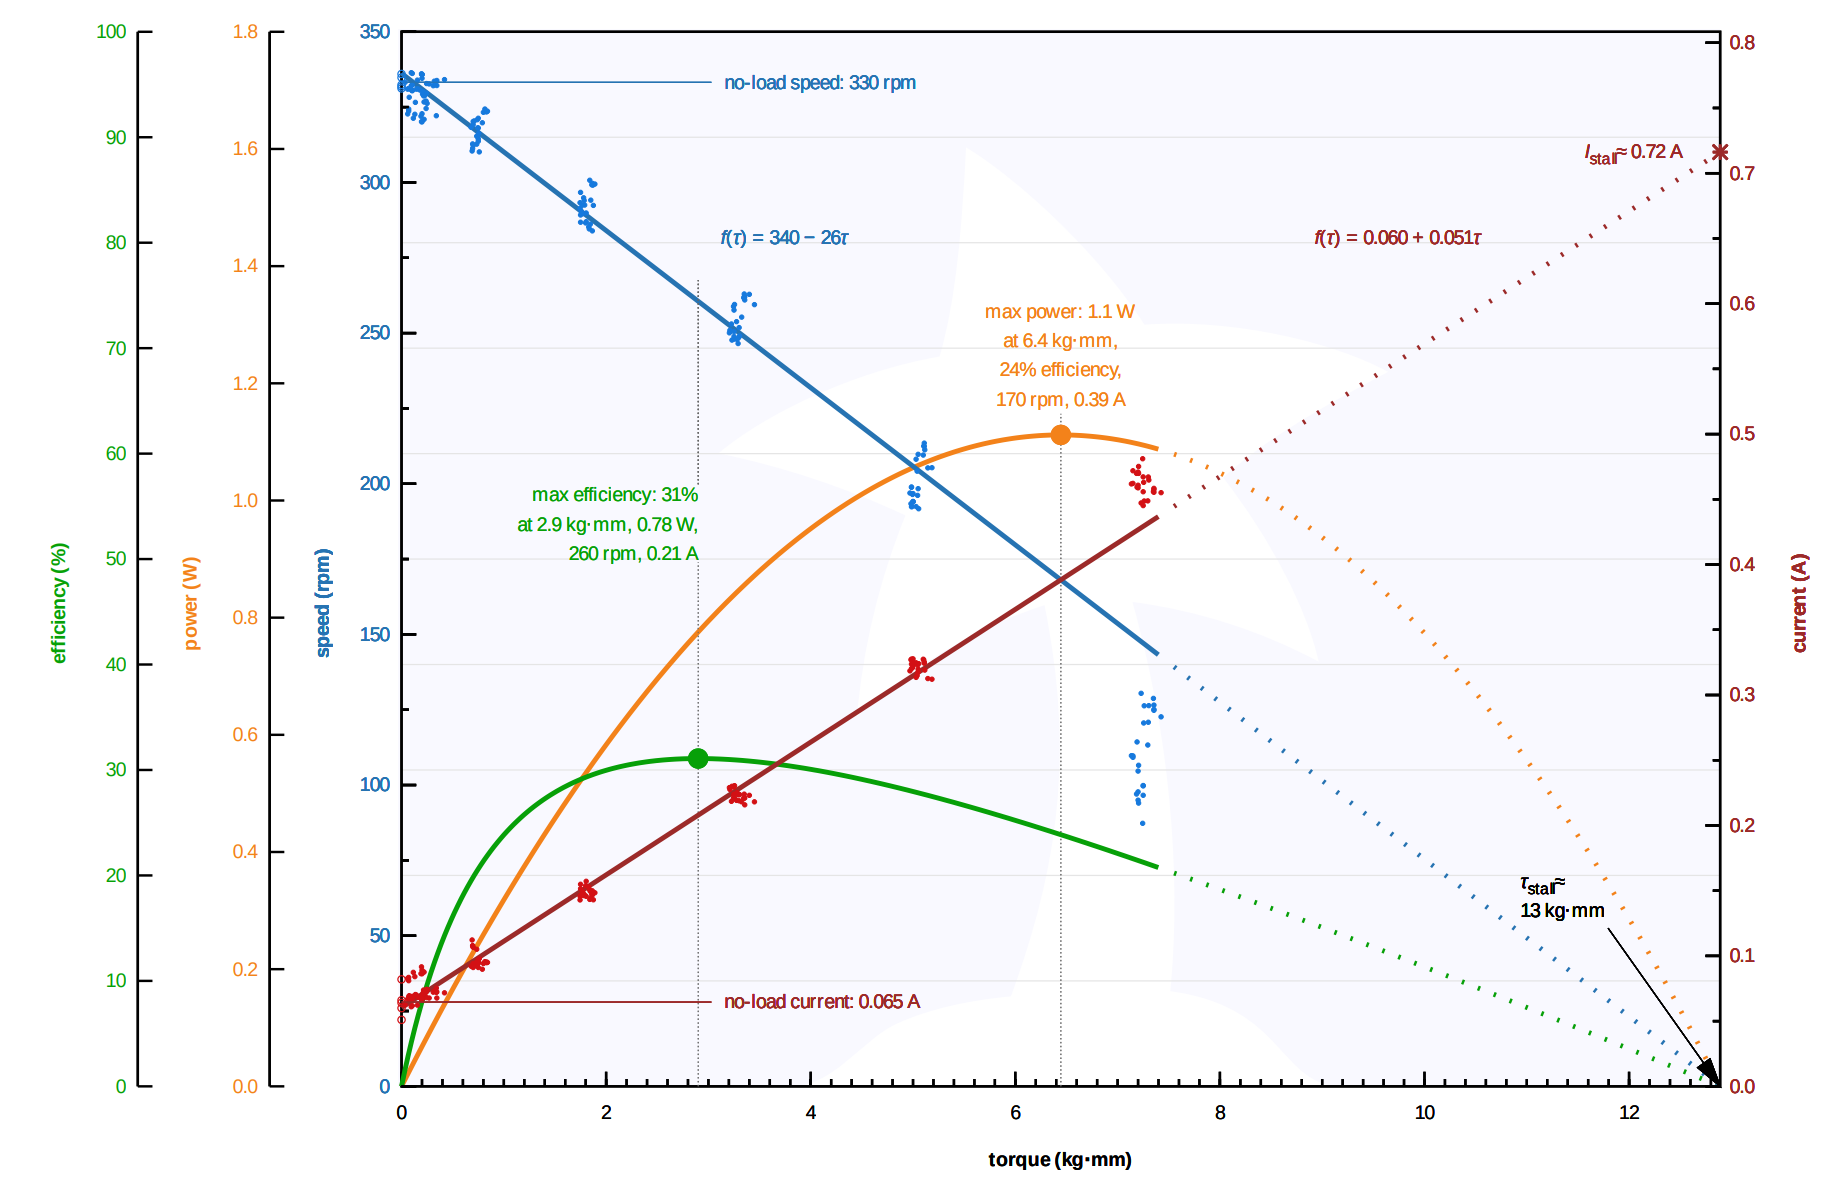 100
90
80
70
60
50
40
30
20
10
0
efficiency (%)
1.8
1.6
1.4
1.2
1.0
0.8
0.6
0.4
0.2
0.0
power (W)
350
300
250
200
150
100
50
0
speed (rpm)
no-load speed: 330 rpm
f(τ) = 340 − 26τ
f(τ) = 0.060 + 0.051τ
Istall≈ 0.72 A
max power: 1.1 W
at 6.4 kg·mm,
24% efficiency,
170 rpm, 0.39 A
max efficiency: 31%
at 2.9 kg·mm, 0.78 W,
260 rpm, 0.21 A
τstall≈
13 kg·mm
no-load current: 0.065 A
0.8
0.7
0.6
0.5
0.4
0.3
0.2
0.1
0.0
current (A)
0 2 4 6 8 10 12
torque (kg·mm)